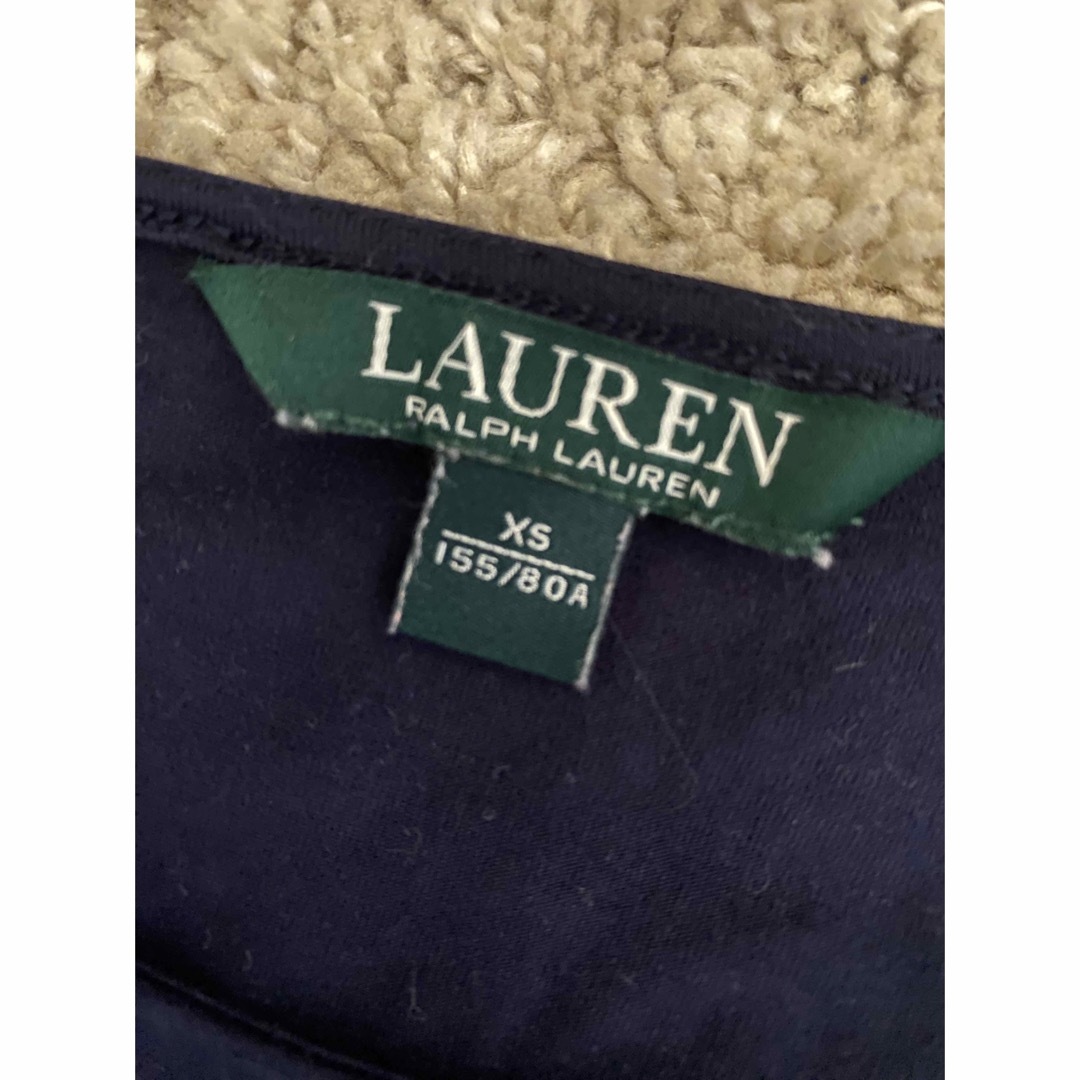 LAUREN
RALPH LAUREN
XS
155/80A